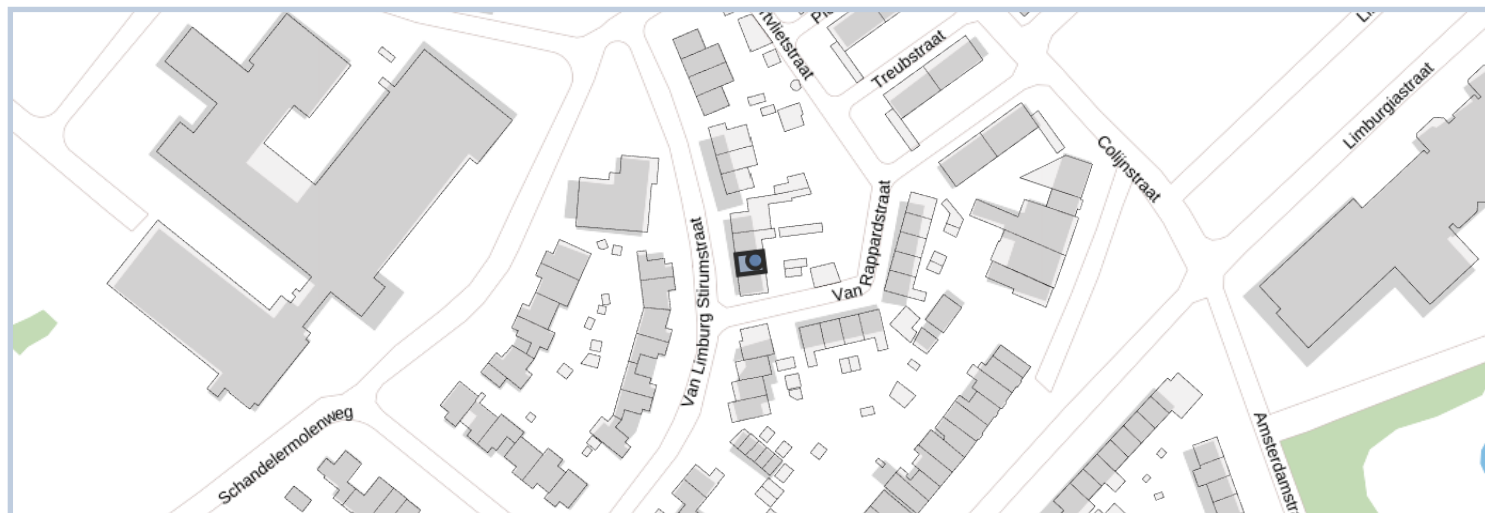 Treubstraat
Limburgiastraat
Colijnstraat
Van Rappardstraat
Van Limburg Stirumstraat
Schandelermolenweg